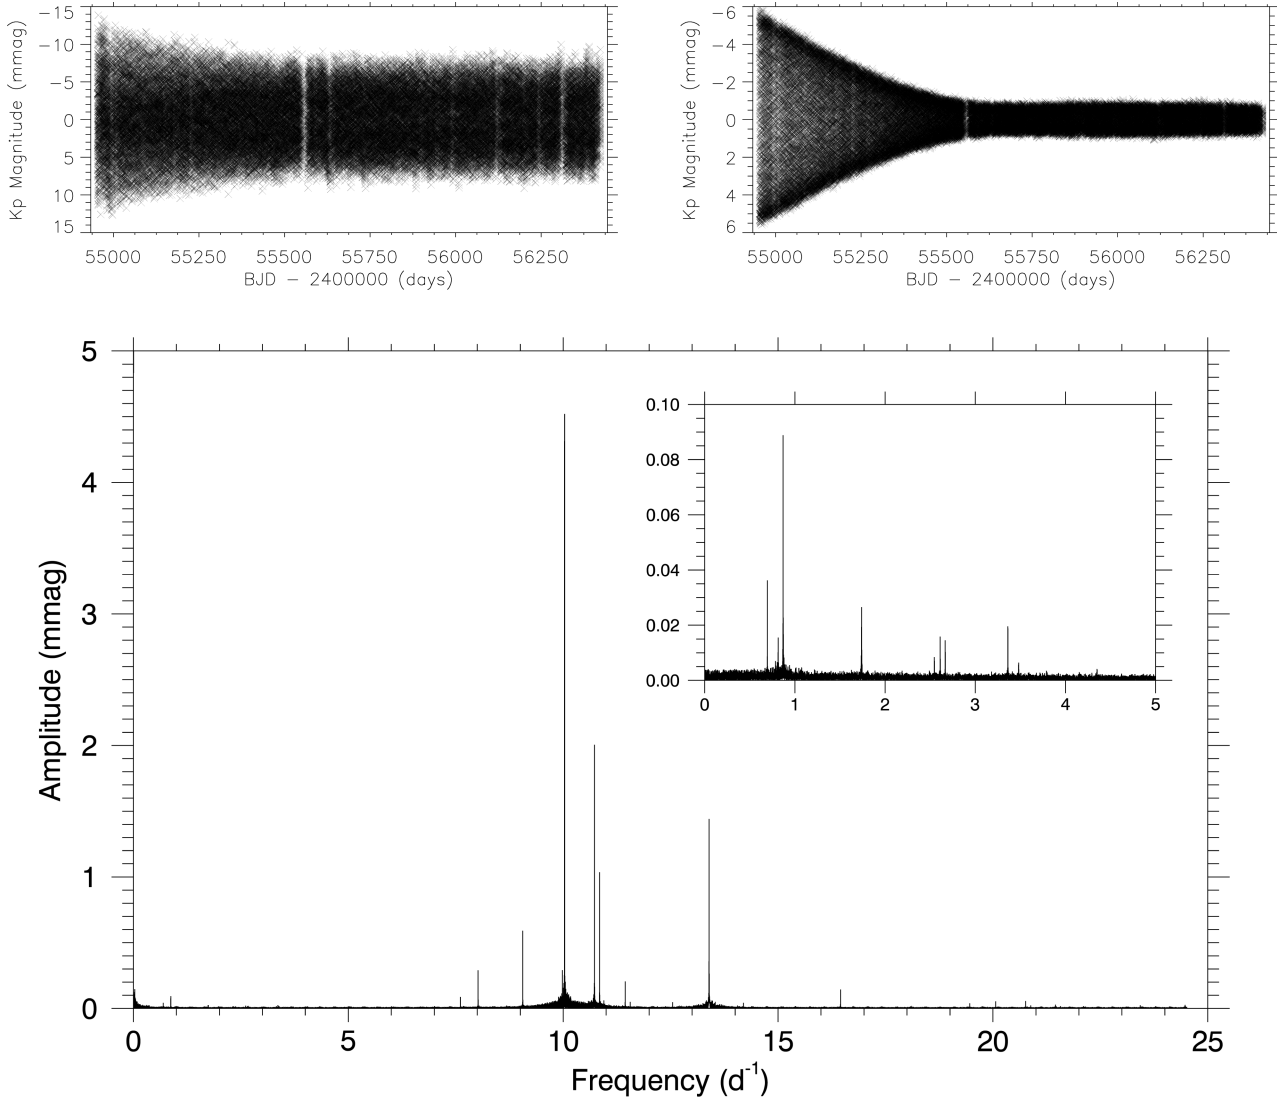 -15
-10
-5
0
5
10
15
Kp Magnitude (mmag)
55000 55250 55500 55750 56000 56250
BJD - 2400000 (days)
-6
-4
-2
0
2
4
6
Kp Magnitude (mmag)
55000 55250 55500 55750 56000 56250
BJD - 2400000 (days)
5
4
3
2
1
0
Amplitude (mmag)
0 5 10 15 20 25
Frequency (d-1)
0.10
0.08
0.06
0.04
0.02
0.00
0 1 2 3 4 5